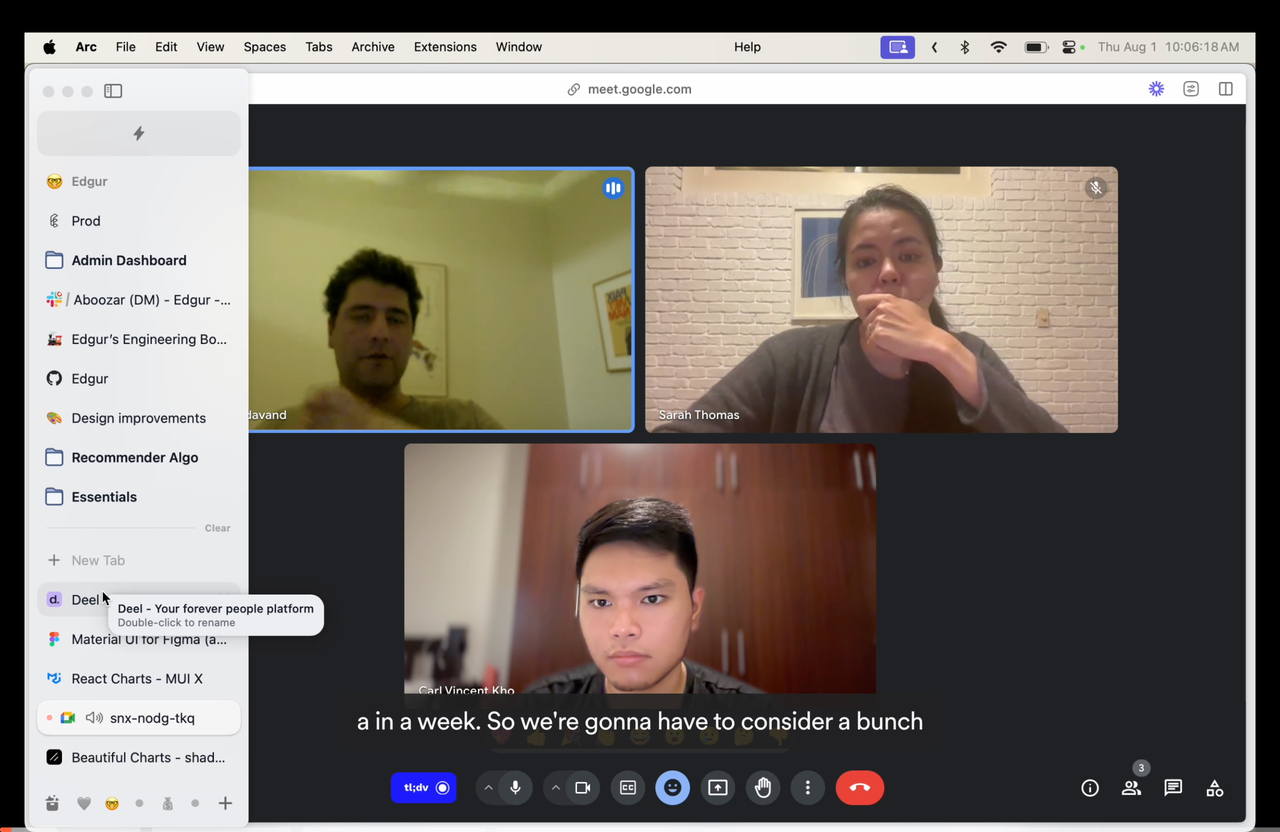 Arc File Edit View Spaces Tabs Archive Extensions Window Help Thu Aug 1 10:06:18 AM
meet.google.com
Edgur
Prod
Admin Dashboard
Aboozar (DM) - Edgur -...
Edgur's Engineering Bo...
Edgur
Design improvements
Recommender Algo
Essentials
Clear
New Tab
Deel
Deel - Your forever people platform
Double-click to rename
Material UI for Figma (a...
React Charts - MUI X
snx-nodg-tkq
Beautiful Charts - shad...
davand
Sarah Thomas
Carl Vincent Kho
a in a week. So we're gonna have to consider a bunch
tl;dv
CC
3